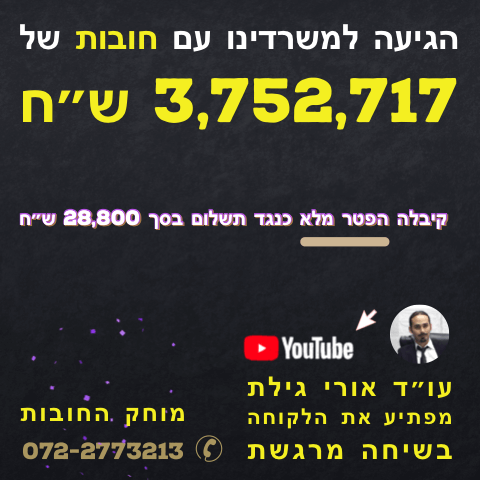 הגיעה למשרדינו עם חובות של
3,752,717 ש״ח
קיבלה הפטר מלא כנגד תשלום בסך 28,800 ש״ח
YouTube
עו״ד אורי גילת
מפתיע את הלקוחה
בשיחה מרגשת
מוחק החובות
072-2773213